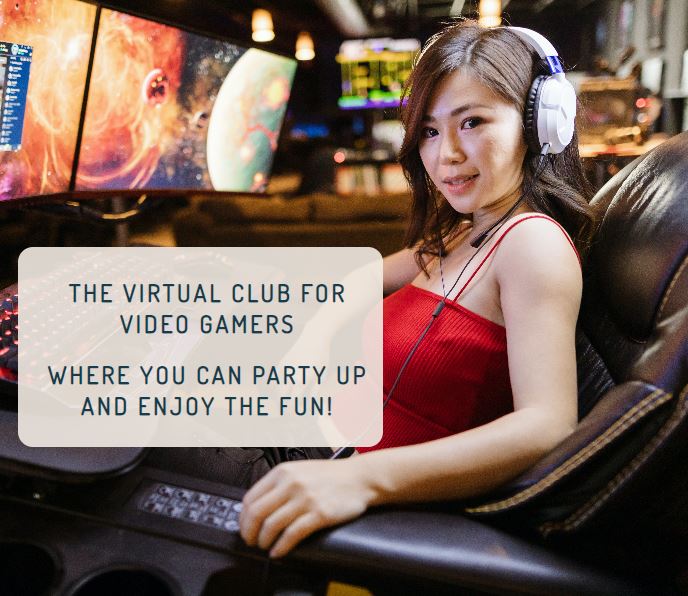 THE VIRTUAL CLUB FOR
VIDEO GAMERS
WHERE YOU CAN PARTY UP
AND ENJOY THE FUN!